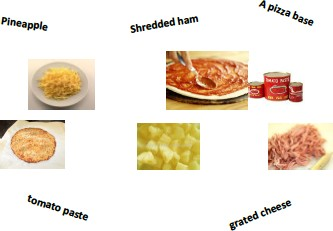 Pineapple
Shredded ham
A pizza base
tomato paste
grated cheese